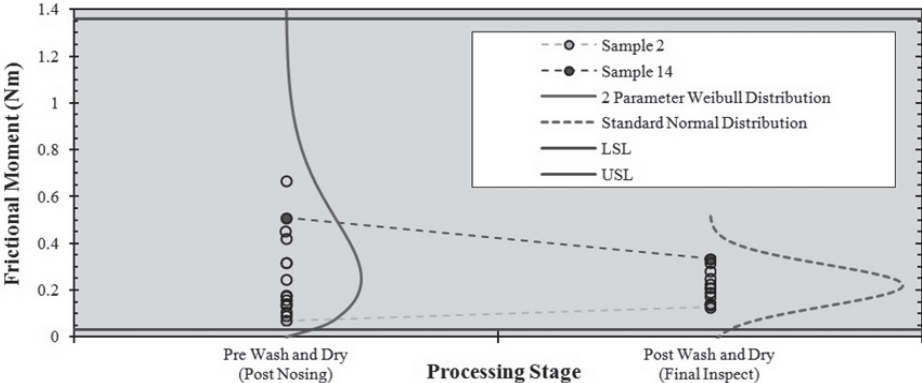 1.4
1.2
1
0.8
0.6
0.4
0.2
0
Frictional Moment (Nm)
Sample 2
Sample 14
2 Parameter Weibull Distribution
Standard Normal Distribution
LSL
USL
Pre Wash and Dry
(Post Nosing)
Processing Stage
Post Wash and Dry
(Final Inspect)